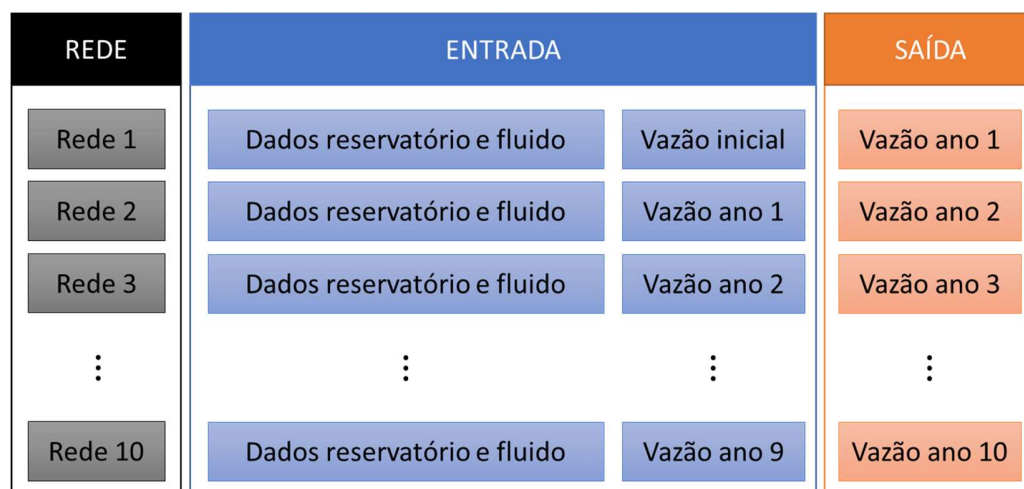 REDE ENTRADA SAÍDA
Rede 1 Dados reservatório e fluido Vazão inicial Vazão ano 1
Rede 2 Dados reservatório e fluido Vazão ano 1 Vazão ano 2
Rede 3 Dados reservatório e fluido Vazão ano 2 Vazão ano 3
⋮ ⋮ ⋮ ⋮
Rede 10 Dados reservatório e fluido Vazão ano 9 Vazão ano 10